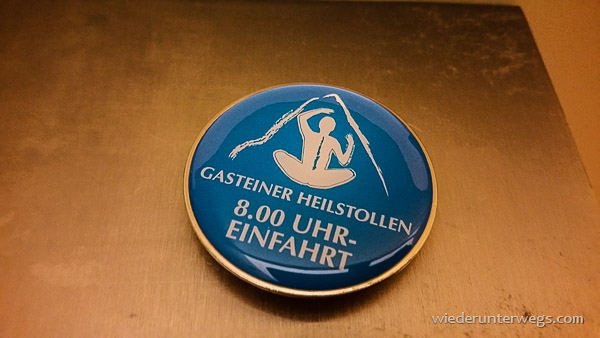 GASTEINER HEILSTOLLEN
8.00 UHR-
EINFAHRT
wiederunterwegs.com